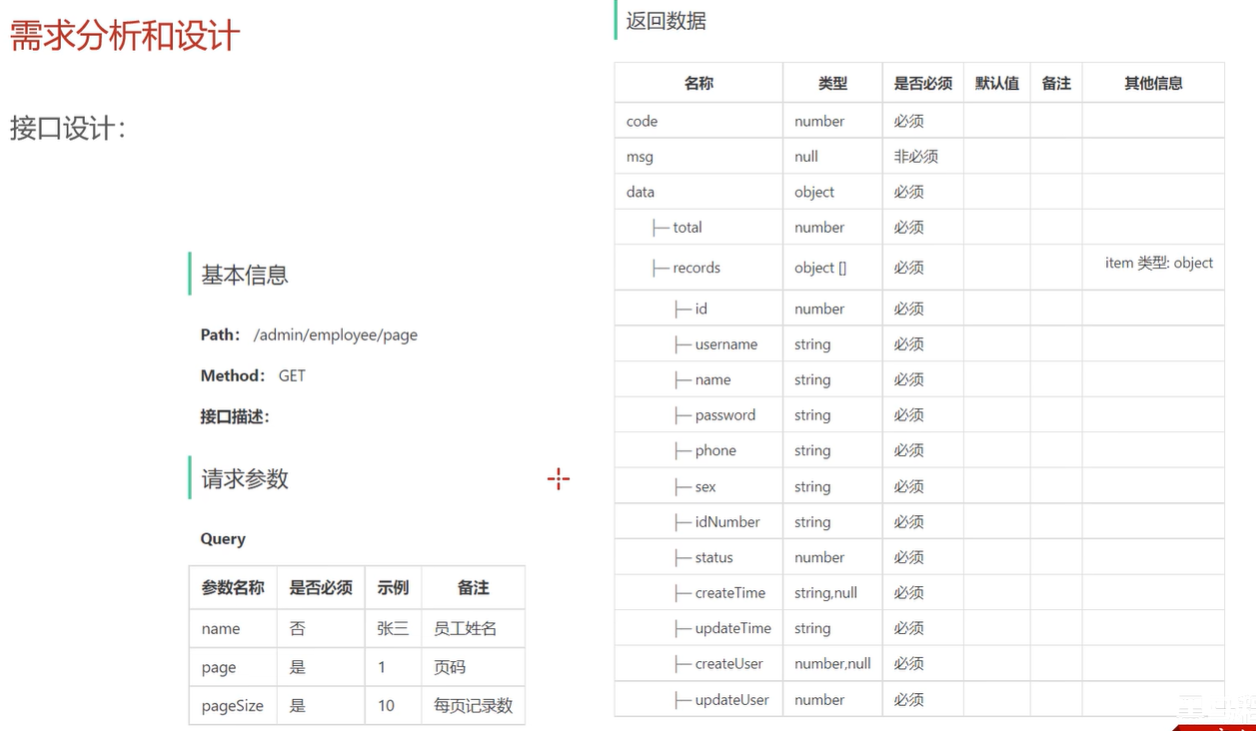 需求分析和设计
接口设计：
基本信息
Path： /admin/employee/page
Method： GET
接口描述：
请求参数
Query
参数名称 是否必须 示例 备注
name 否 张三 员工姓名
page 是 1 页码
pageSize 是 10 每页记录数
返回数据
名称 类型 是否必须 默认值 备注 其他信息
code number 必须
msg null 非必须
data object 必须
├─ total number 必须
├─ records object [] 必须 item 类型: object
├─ id number 必须
├─ username string 必须
├─ name string 必须
├─ password string 必须
├─ phone string 必须
├─ sex string 必须
├─ idNumber string 必须
├─ status number 必须
├─ createTime string,null 必须
├─ updateTime string 必须
├─ createUser number,null 必须
├─ updateUser number 必须